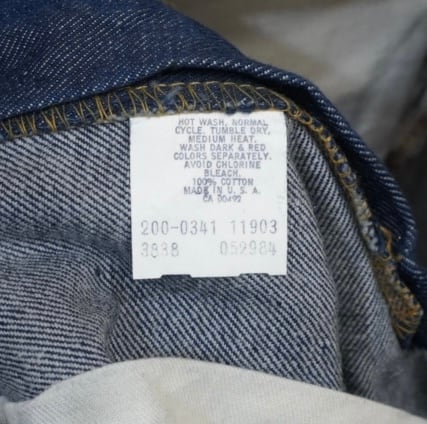 HOT WASH, NORMAL
CYCLE. TUMBLE DRY,
MEDIUM HEAT.
WASH DARK & RED
COLORS SEPARATELY.
AVOID CHLORINE
BLEACH.
100% COTTON
MADE IN U. S. A.
CA 00492
200-0341 11903
3838 052984